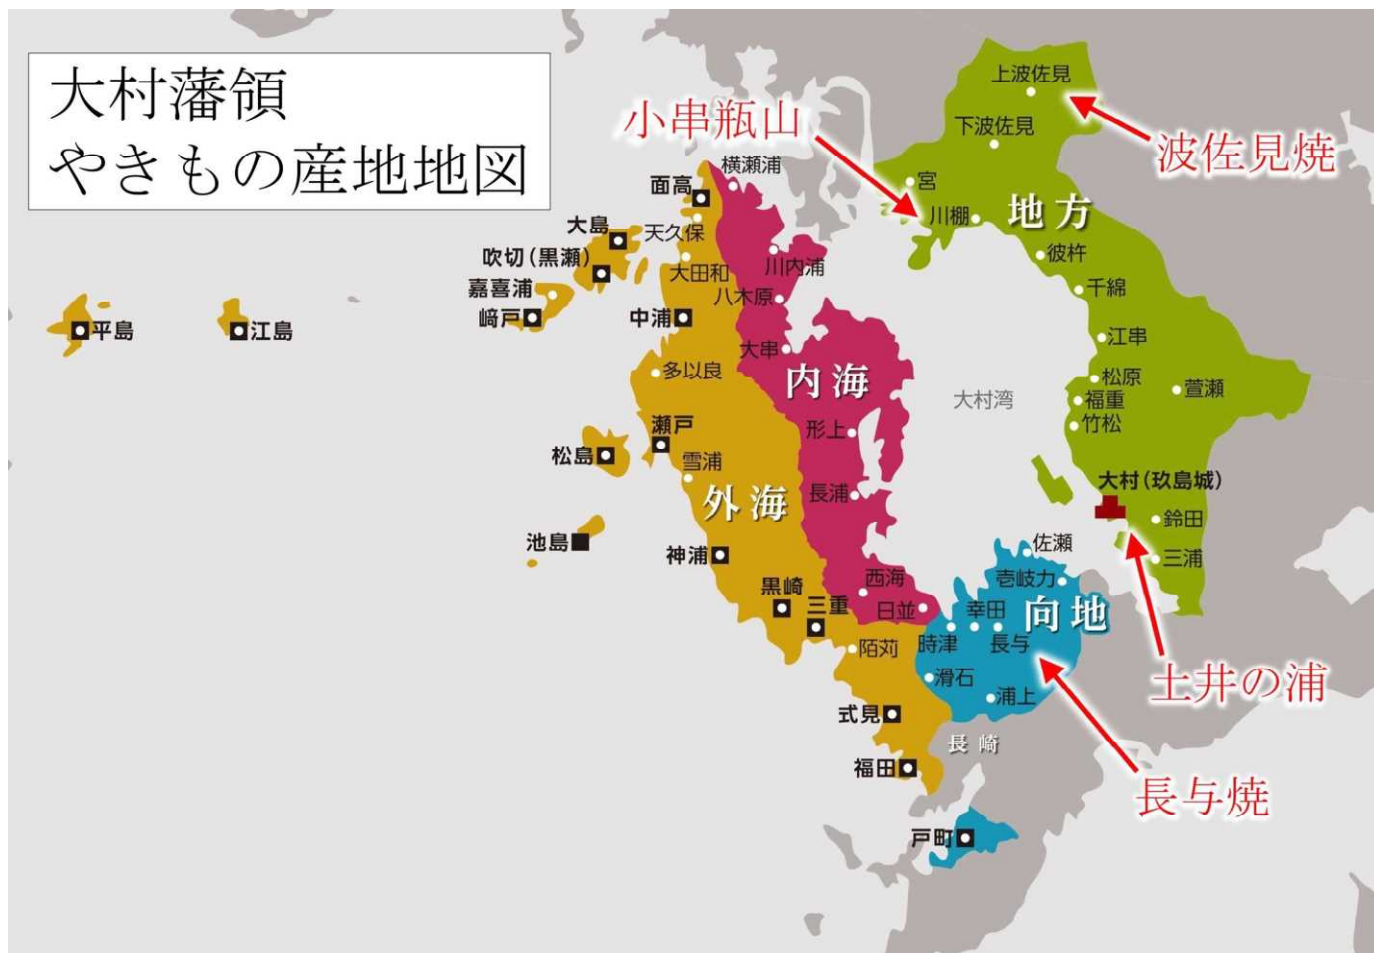 大村藩領
やきもの産地地図
小串瓶山
波佐見焼
土井の浦
長与焼
上波佐見
下波佐見
宮
川棚
地方
彼杵
千綿
江串
松原
福重
竹松
萱瀬
大村(玖島城)
鈴田
三浦
大村湾
横瀬浦
川内浦
八木原
大串
内海
形上
長浦
西海
日並
面高
天久保
大島
吹切(黒瀬)
大田和
嘉喜浦
﨑戸
中浦
平島
江島
多以良
瀬戸
松島
雪浦
外海
池島
神浦
黒崎
三重
陌苅
式見
福田
佐瀬
壱岐力
向地
幸田
時津
長与
滑石
浦上
長崎
戸町